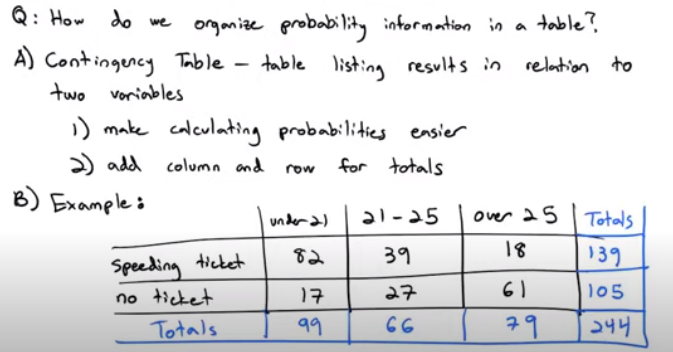 Q: How do we organize probability information in a table?
A) Contingency Table – table listing results in relation to
two variables
1) make calculating probabilities easier
2) add column and row for totals
B) Example:
under 21 21-25 over 25 Totals
speeding ticket 82 39 18 139
no ticket 17 27 61 105
Totals 99 66 79 244